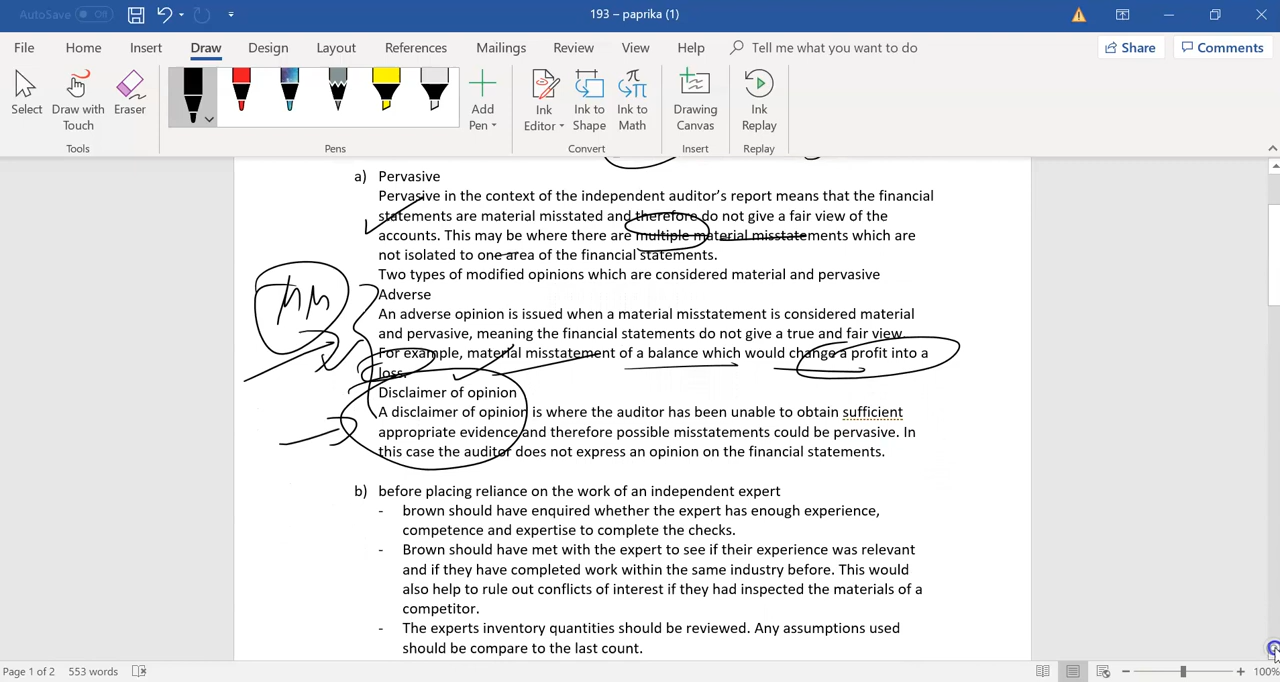 AutoSave Off
193 – paprika (1)
File Home Insert Draw Design Layout References Mailings Review View Help Tell me what you want to do Share Comments
Select Draw with Touch Eraser Add Pen Ink Editor Ink to Shape Ink to Math Drawing Canvas Ink Replay
Tools Pens Convert Insert Replay
a) Pervasive
Pervasive in the context of the independent auditor's report means that the financial
statements are material misstated and therefore do not give a fair view of the
accounts. This may be where there are multiple material misstatements which are
not isolated to one area of the financial statements.
Two types of modified opinions which are considered material and pervasive
Adverse
An adverse opinion is issued when a material misstatement is considered material
and pervasive, meaning the financial statements do not give a true and fair view.
For example, material misstatement of a balance which would change a profit into a
loss.
Disclaimer of opinion
A disclaimer of opinion is where the auditor has been unable to obtain sufficient
appropriate evidence and therefore possible misstatements could be pervasive. In
this case the auditor does not express an opinion on the financial statements.
b) before placing reliance on the work of an independent expert
- brown should have enquired whether the expert has enough experience,
competence and expertise to complete the checks.
- Brown should have met with the expert to see if their experience was relevant
and if they have completed work within the same industry before. This would
also help to rule out conflicts of interest if they had inspected the materials of a
competitor.
- The experts inventory quantities should be reviewed. Any assumptions used
should be compare to the last count.
Page 1 of 2 553 words 100%